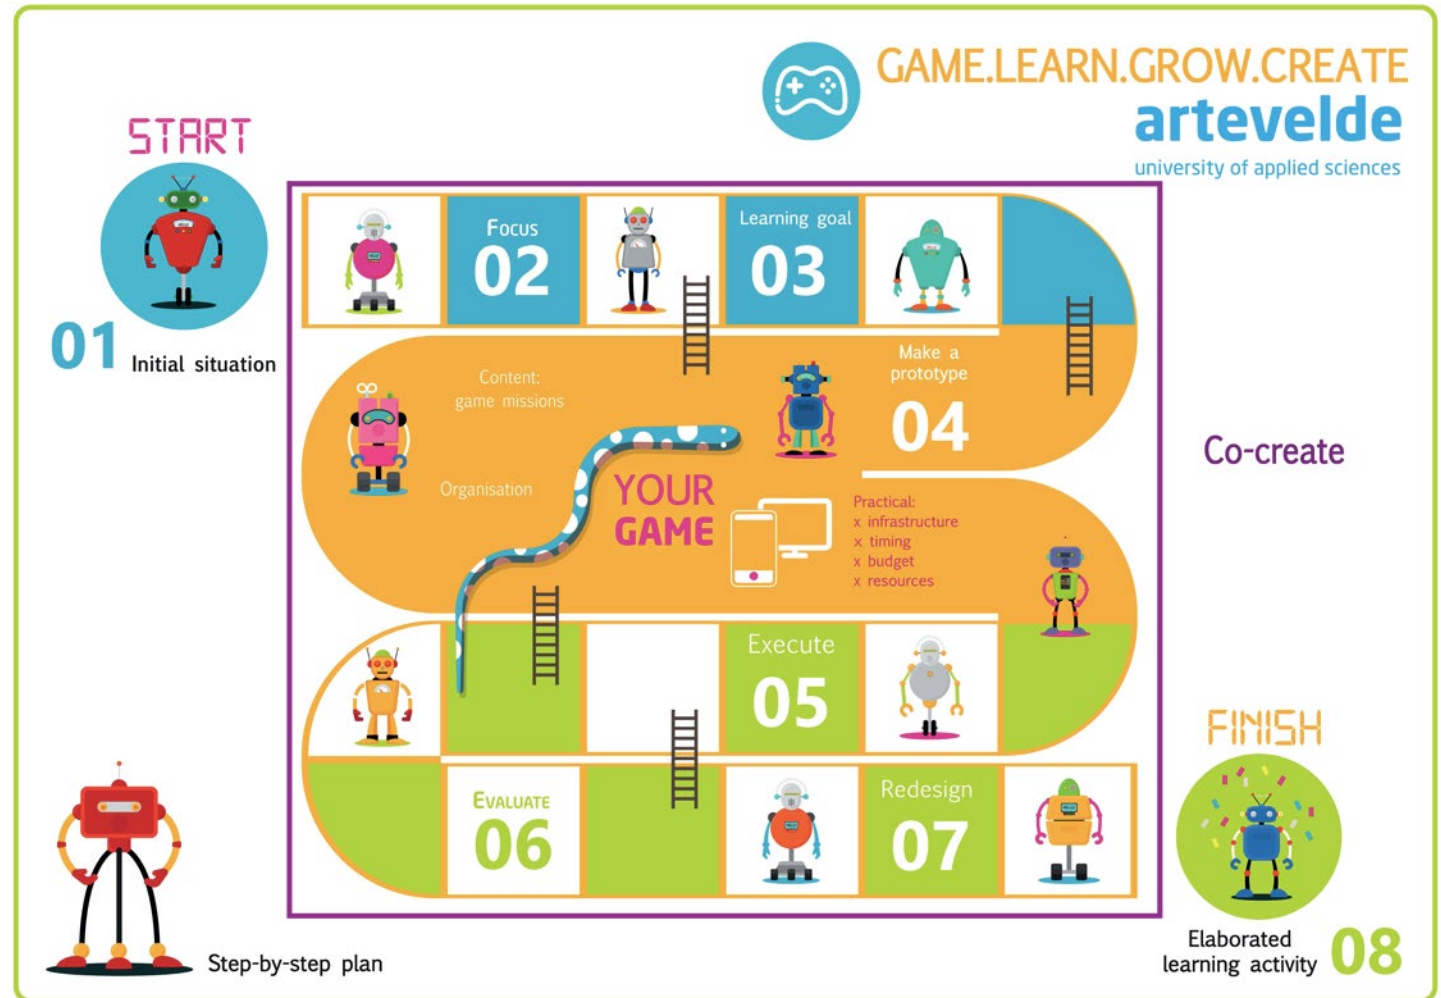 GAME.LEARN.GROW.CREATE
artevelde
university of applied sciences
START
01
Initial situation
Focus
02
Learning goal
03
Make a
prototype
04
Content:
game missions
Organisation
YOUR
GAME
Practical:
x infrastructure
x timing
x budget
x resources
Co-create
Execute
05
EVALUATE
06
Redesign
07
FINISH
Elaborated
learning activity
08
Step-by-step plan